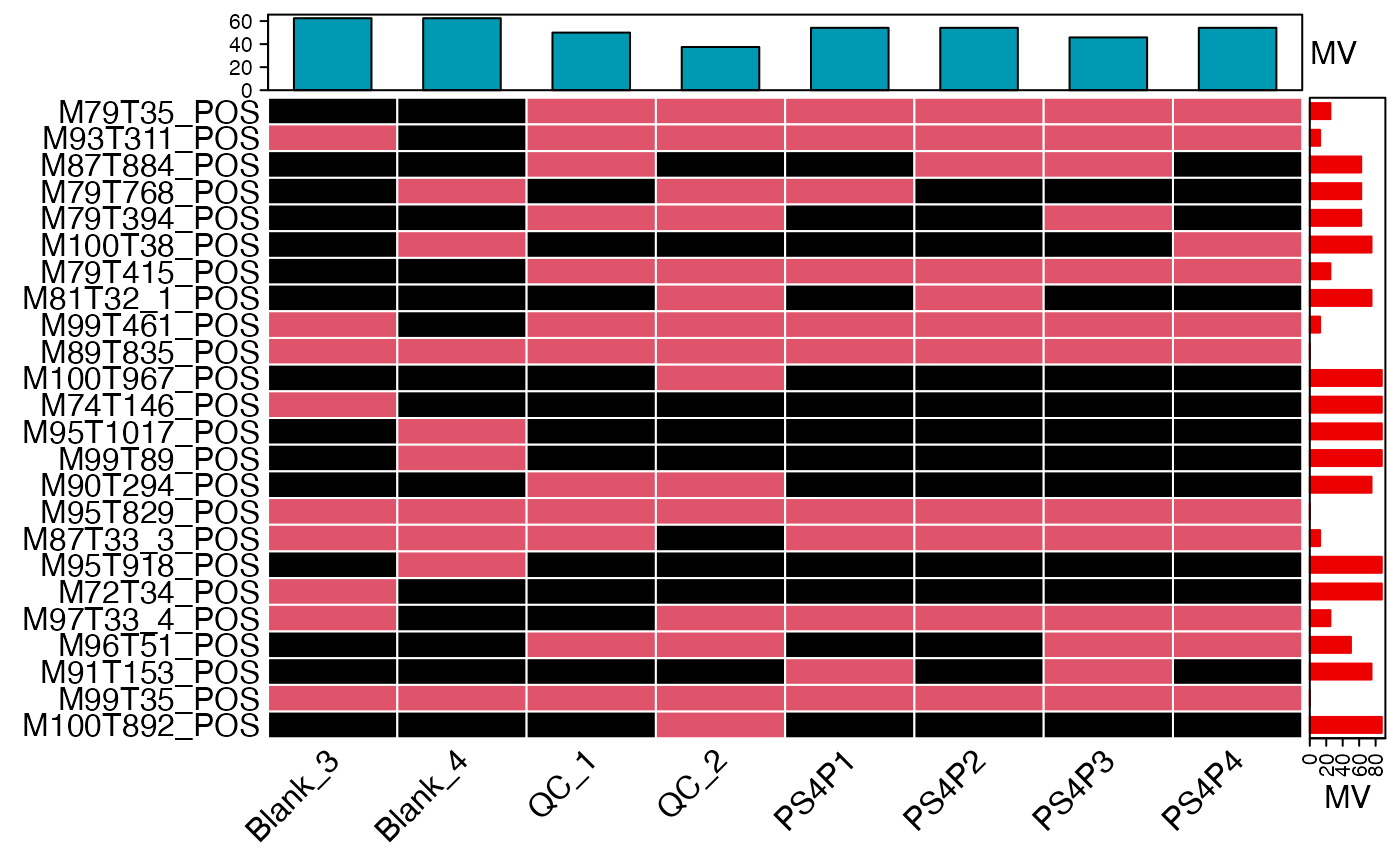 60
40
20
0
MV
M79T35_POS
M93T311_POS
M87T884_POS
M79T768_POS
M79T394_POS
M100T38_POS
M79T415_POS
M81T32_1_POS
M99T461_POS
M89T835_POS
M100T967_POS
M74T146_POS
M95T1017_POS
M99T89_POS
M90T294_POS
M95T829_POS
M87T33_3_POS
M95T918_POS
M72T34_POS
M97T33_4_POS
M96T51_POS
M91T153_POS
M99T35_POS
M100T892_POS
Blank_3 Blank_4 QC_1 QC_2 PS4P1 PS4P2 PS4P3 PS4P4
0 20 40 60 80
MV